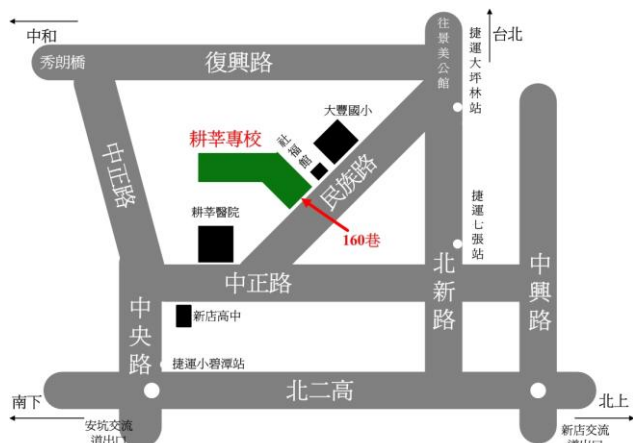 中和
台北
秀朗橋
復興路
往景美公館
捷運大坪林站
大豐國小
社福館
耕莘專校
中正路
民族路
耕莘醫院
160巷
捷運七張站
中正路
北新路
中興路
中央路
新店高中
捷運小碧潭站
北二高
南下
北上
安坑交流
道出口
新店交流
道出口